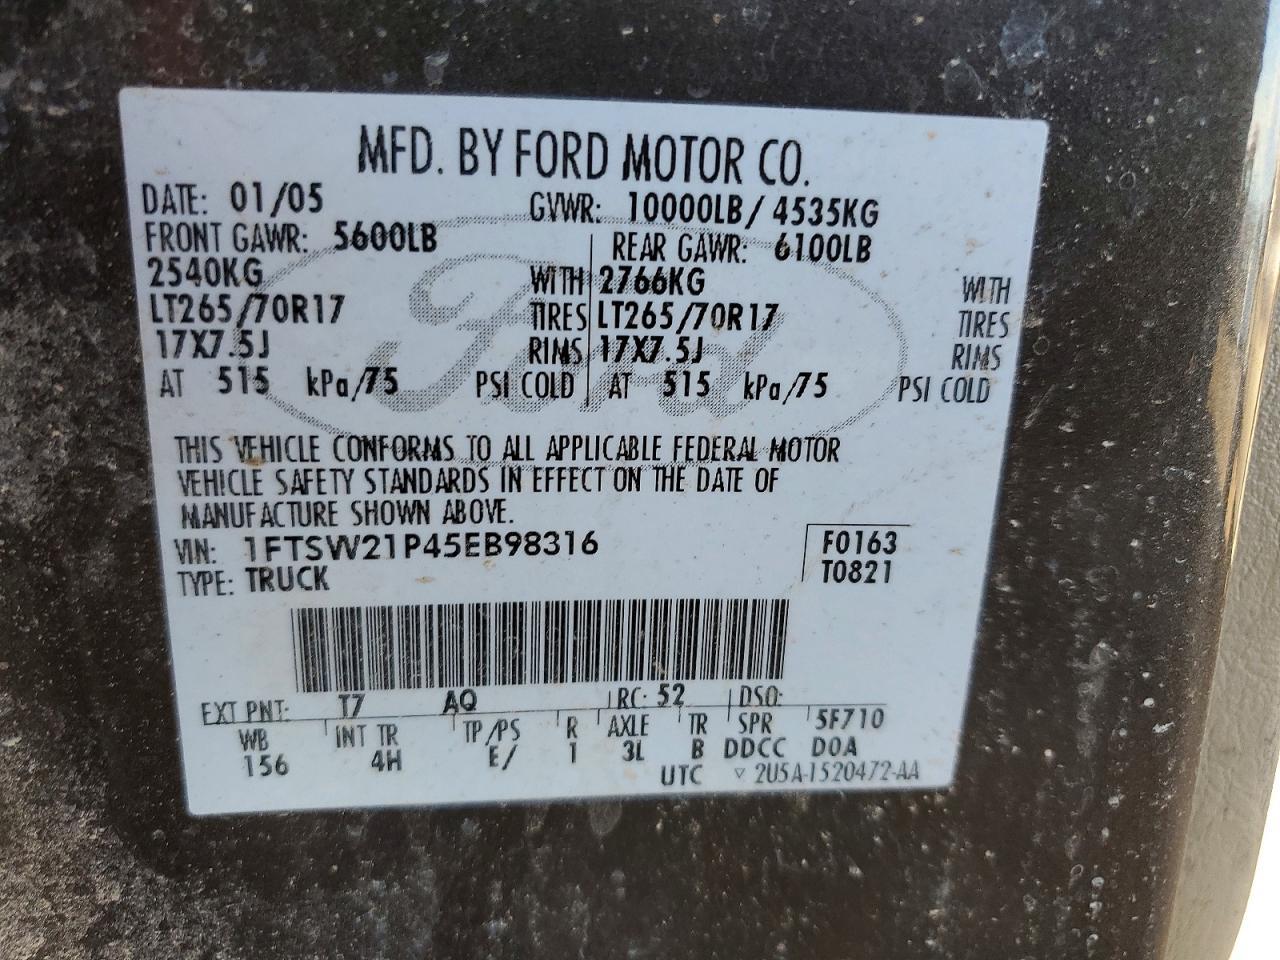 MFD. BY FORD MOTOR CO.
DATE: 01/05 GVWR: 10000LB/ 4535KG
FRONT GAWR: 5600LB REAR GAWR: 6100LB
2540KG WITH 2766KG WITH
LT265/70R17 TIRES LT265/70R17 TIRES
17X7.5J RIMS 17X7.5J RIMS
AT 515 kPa/75 PSI COLD AT 515 kPa/75 PSI COLD
Ford
THIS VEHICLE CONFORMS TO ALL APPLICABLE FEDERAL MOTOR
VEHICLE SAFETY STANDARDS IN EFFECT ON THE DATE OF
MANUFACTURE SHOWN ABOVE.
VIN: 1FTSW21P45EB98316 F0163
TYPE: TRUCK T0821
EXT PNT: T7 AQ RC: 52 DSO:
WB INT TR TP/PS R AXLE TR SPR 5F710
156 4H E/ 1 3L B DDCC DOA
UTC ▽ 2U5A-1520472-AA